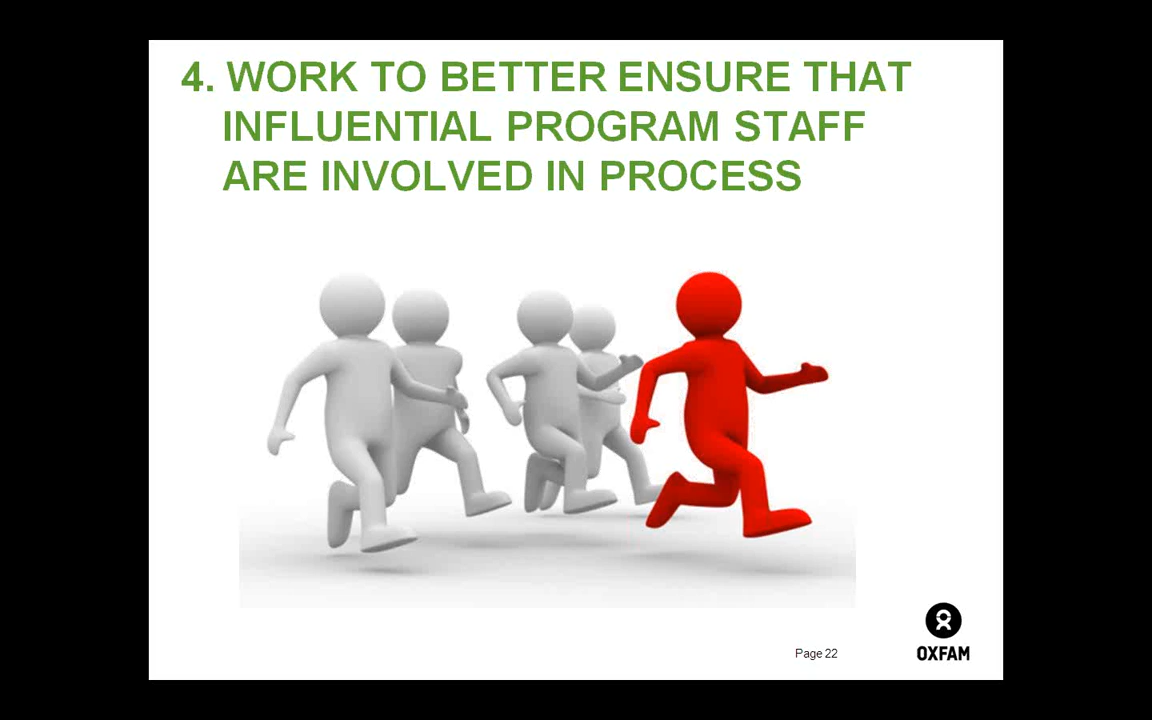 4. WORK TO BETTER ENSURE THAT
INFLUENTIAL PROGRAM STAFF
ARE INVOLVED IN PROCESS
Page 22
OXFAM